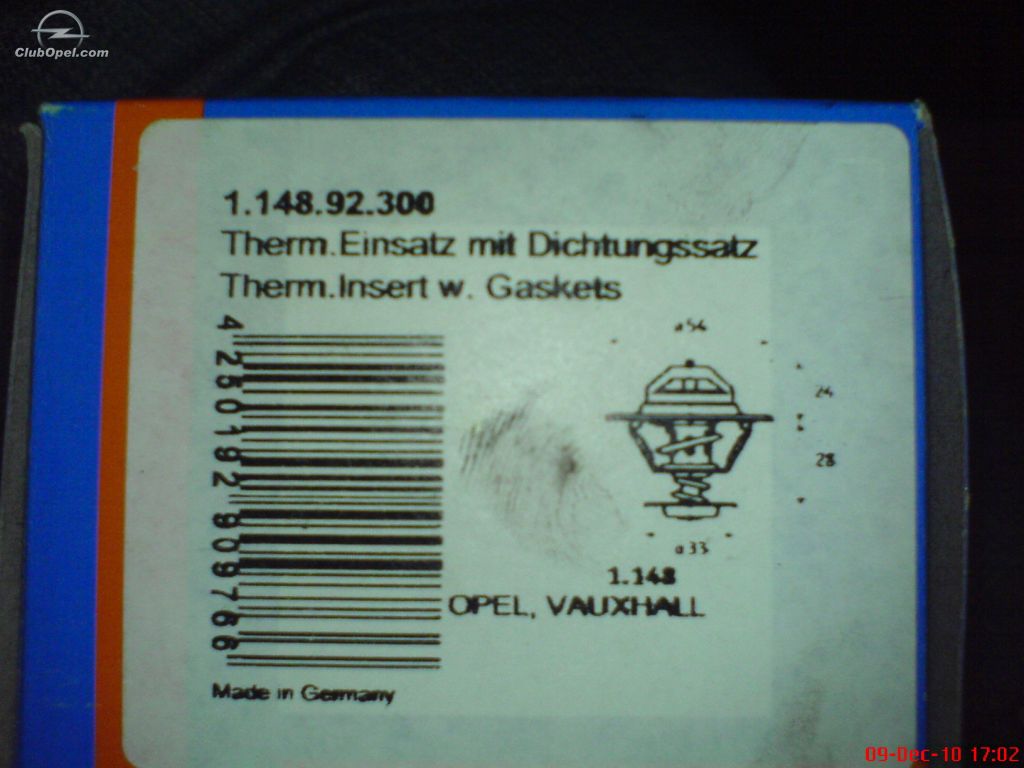 ClubOpel.com
1.148.92.300
Therm.Einsatz mit Dichtungssatz
Therm.Insert w. Gaskets
4 250192 909766
ø54
24
28
ø33
1.148
OPEL, VAUXHALL
Made in Germany
09-Dec-10 17:02